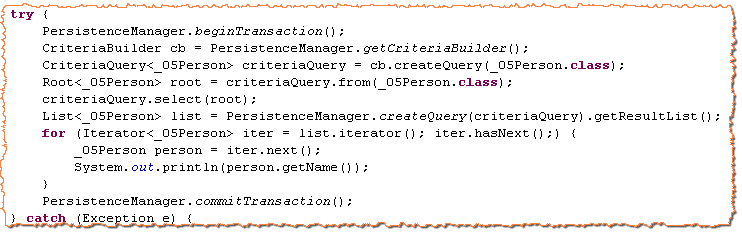 try {
    PersistenceManager.beginTransaction();
    CriteriaBuilder cb = PersistenceManager.getCriteriaBuilder();
    CriteriaQuery<_05Person> criteriaQuery = cb.createQuery(_05Person.class);
    Root<_05Person> root = criteriaQuery.from(_05Person.class);
    criteriaQuery.select(root);
    List<_05Person> list = PersistenceManager.createQuery(criteriaQuery).getResultList();
    for (Iterator<_05Person> iter = list.iterator(); iter.hasNext();) {
        _05Person person = iter.next();
        System.out.println(person.getName());
    }
    PersistenceManager.commitTransaction();
} catch (Exception e) {